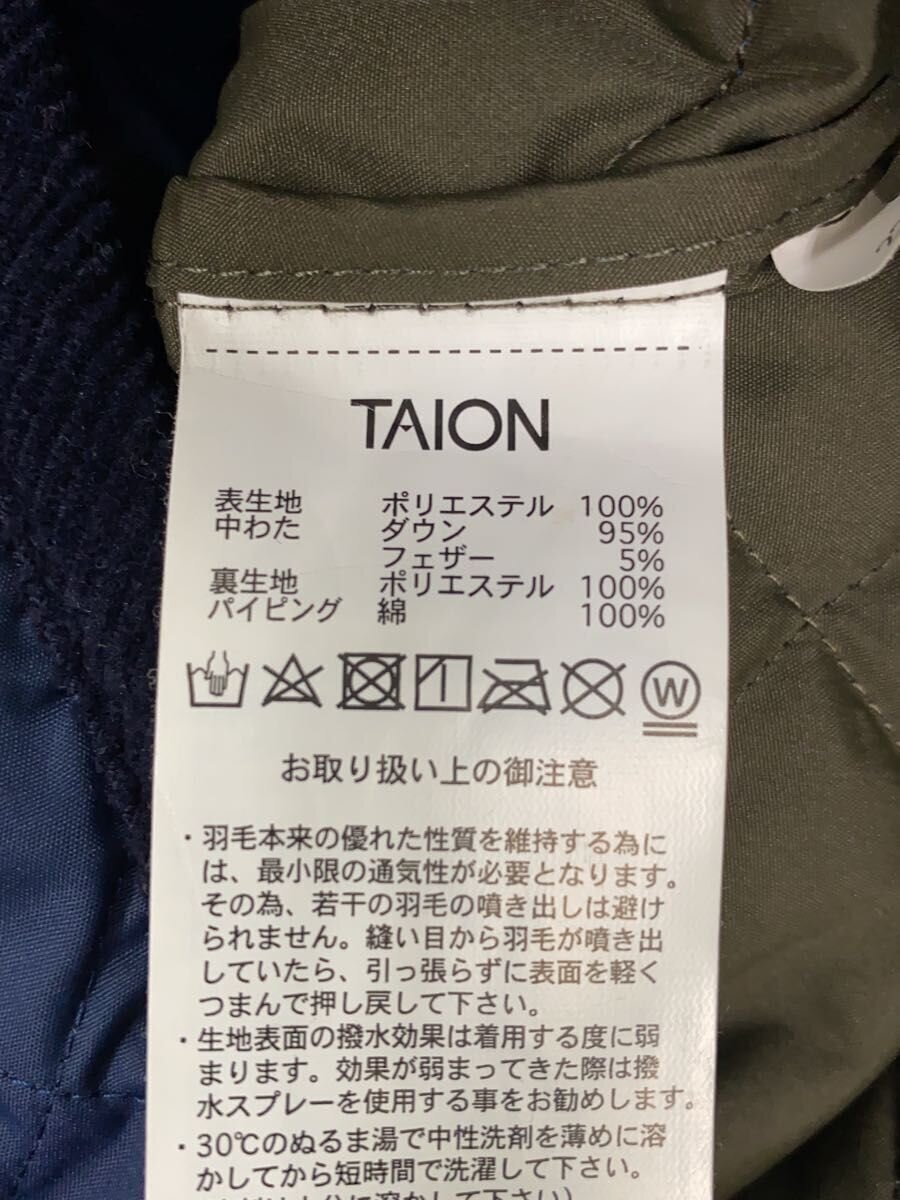 TAION
表生地 ポリエステル 100%
中わた ダウン 95%
フェザー 5%
裏生地 ポリエステル 100%
パイピング 綿 100%
W
お取り扱い上の御注意
・羽毛本来の優れた性質を維持する為に
は、最小限の通気性が必要となります。
その為、若干の羽毛の噴き出しは避け
られません。縫い目から羽毛が噴き出
していたら、引っ張らずに表面を軽く
つまんで押し戻して下さい。
・生地表面の撥水効果は着用する度に弱
まります。効果が弱まってきた際は撥
水スプレーを使用する事をお勧めします。
・30℃のぬるま湯で中性洗剤を薄めに溶
かしてから短時間で洗濯して下さい。